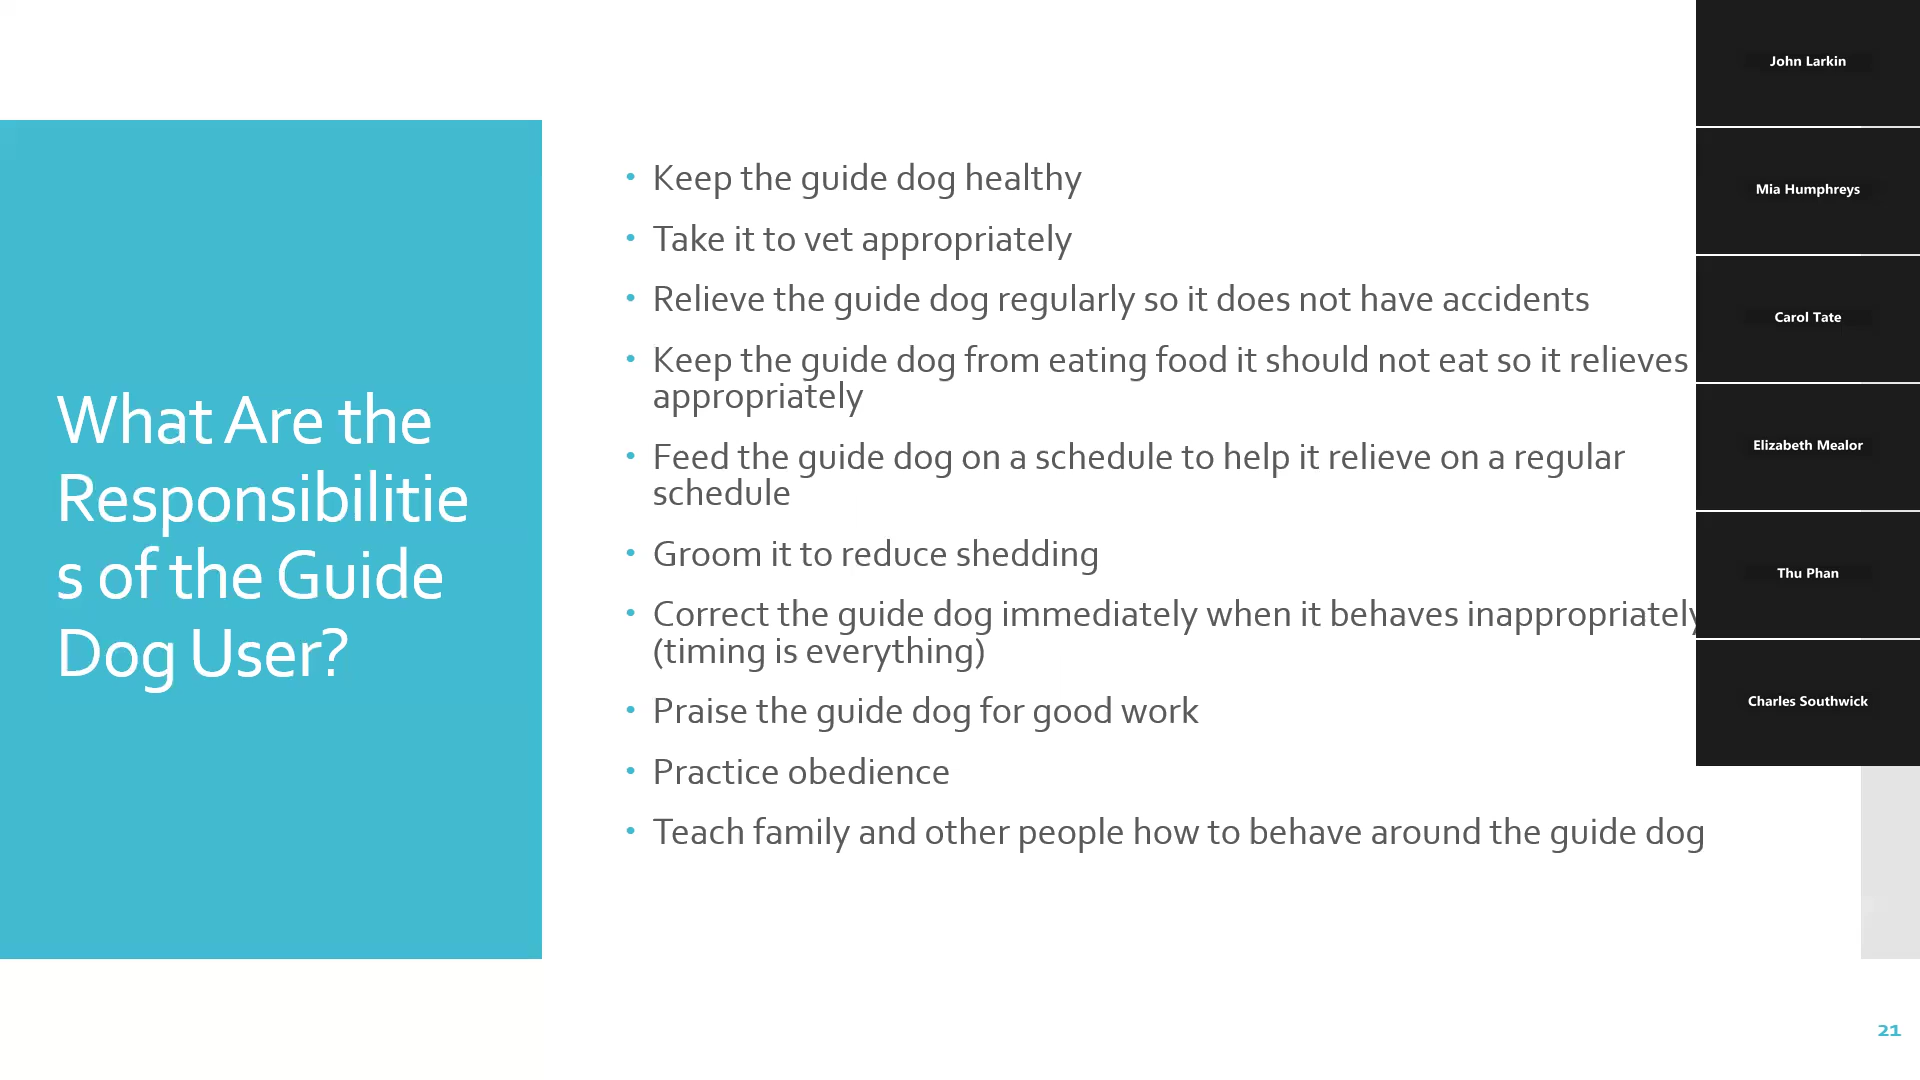 What Are the
Responsibilitie
s of the Guide
Dog User?
• Keep the guide dog healthy
• Take it to vet appropriately
• Relieve the guide dog regularly so it does not have accidents
• Keep the guide dog from eating food it should not eat so it relieves
appropriately
• Feed the guide dog on a schedule to help it relieve on a regular
schedule
• Groom it to reduce shedding
• Correct the guide dog immediately when it behaves inappropriately
(timing is everything)
• Praise the guide dog for good work
• Practice obedience
• Teach family and other people how to behave around the guide dog
John Larkin
Mia Humphreys
Carol Tate
Elizabeth Mealor
Thu Phan
Charles Southwick
21